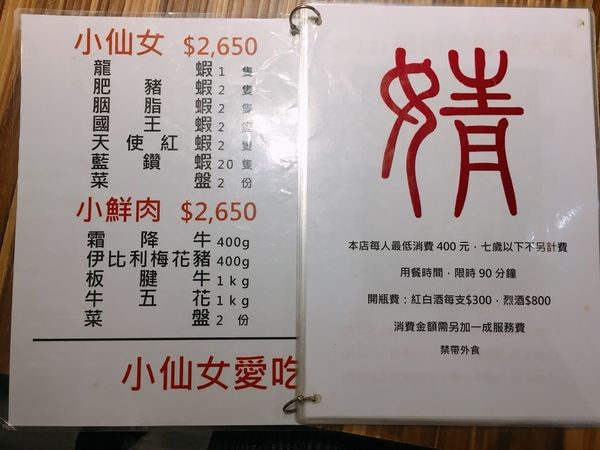 小仙女 $2,650
龍蝦 1 隻
肥豬蝦 2 隻
胭脂蝦 2 隻
國王蝦 2 隻
天使紅蝦 2 隻
藍鑽蝦 20 隻
菜盤 2 份
小鮮肉 $2,650
霜降牛 400g
伊比利梅花豬 400g
板腱牛 1kg
牛五花 1kg
菜盤 2 份
小仙女愛吃
婧
本店每人最低消費 400 元，七歲以下不另計費
用餐時間，限時 90 分鐘
開瓶費：紅白酒每支$300，烈酒$800
消費金額需另加一成服務費
禁帶外食